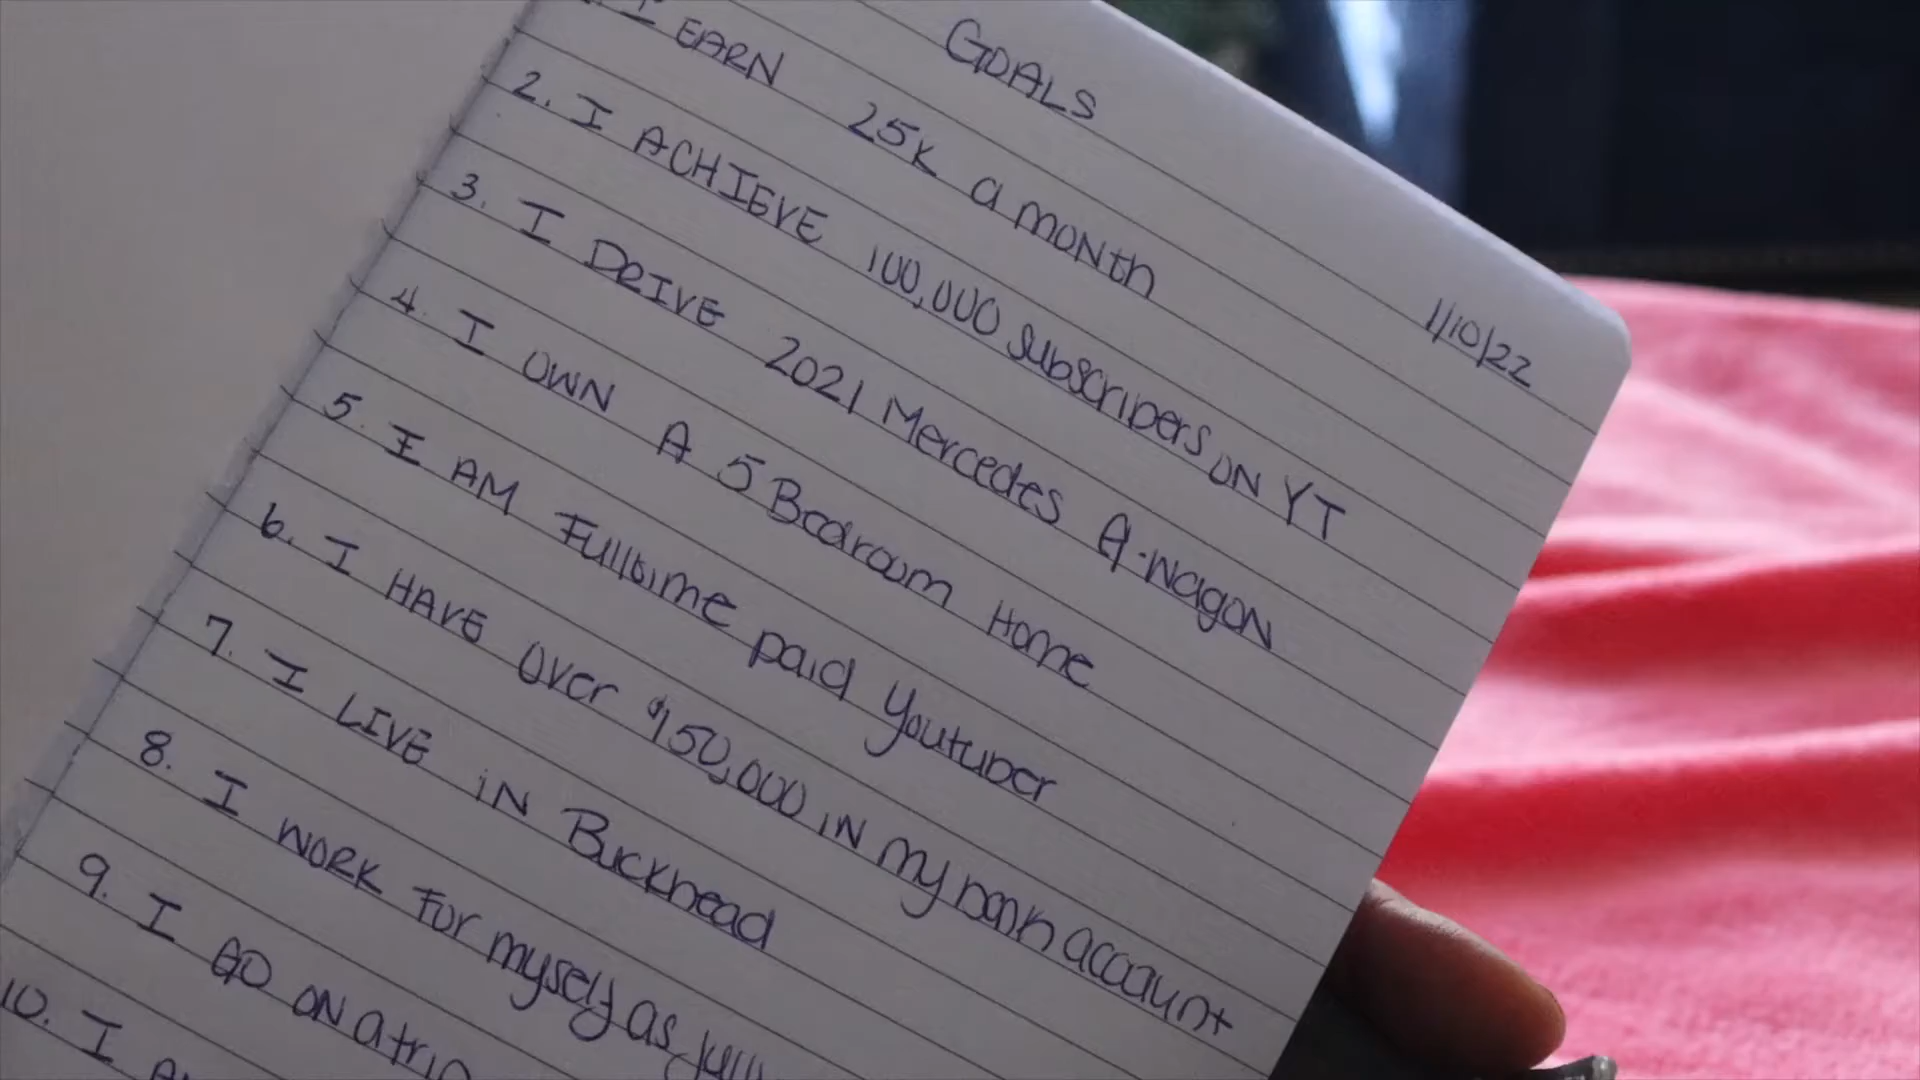 GOALS
1/10/22
I EARN 25K a month
2. I ACHIEVE 100,000 subscribers ON YT
3. I DRIVE 2021 Mercedes G-wagon
4. I OWN A 5 Bedroom Home
5. I AM Fulltime paid Youtuber
6. I HAVE over $150,000 IN my bank account
7. I LIVE iN Buckhead
8. I WORK For myself as
9. I GO ON a trip
10. I